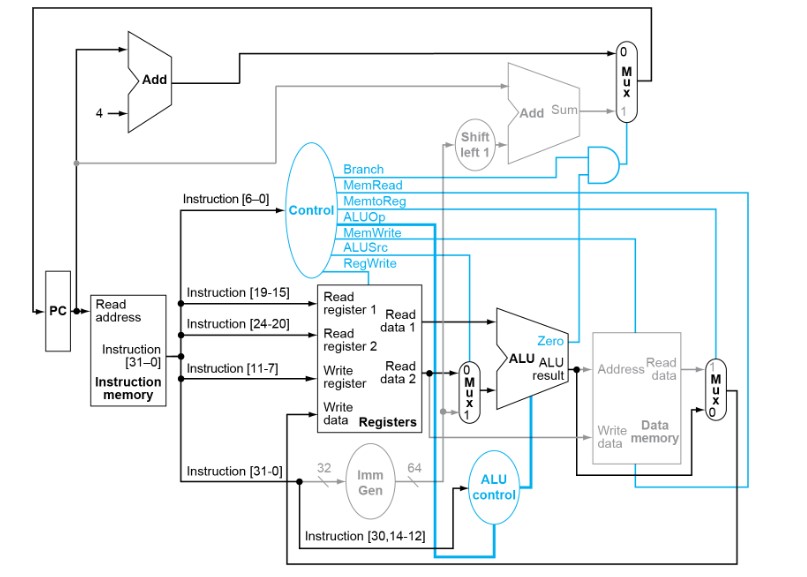 0
M
u
x
1
Add
4
Add Sum
Shift
left 1
Branch
MemRead
MemtoReg
ALUOp
MemWrite
ALUSrc
RegWrite
Control
Instruction [6–0]
PC
Read
address
Instruction
[31–0]
Instruction
memory
Instruction [19-15]
Instruction [24-20]
Instruction [11-7]
Read
register 1
Read
data 1
Read
register 2
Write
register
Read
data 2
Write
data
Registers
0
M
u
x
1
Zero
ALU
ALU
result
Address
Read
data
Write
data
Data
memory
1
M
u
x
0
Instruction [31-0]
32
Imm
Gen
64
ALU
control
Instruction [30,14-12]